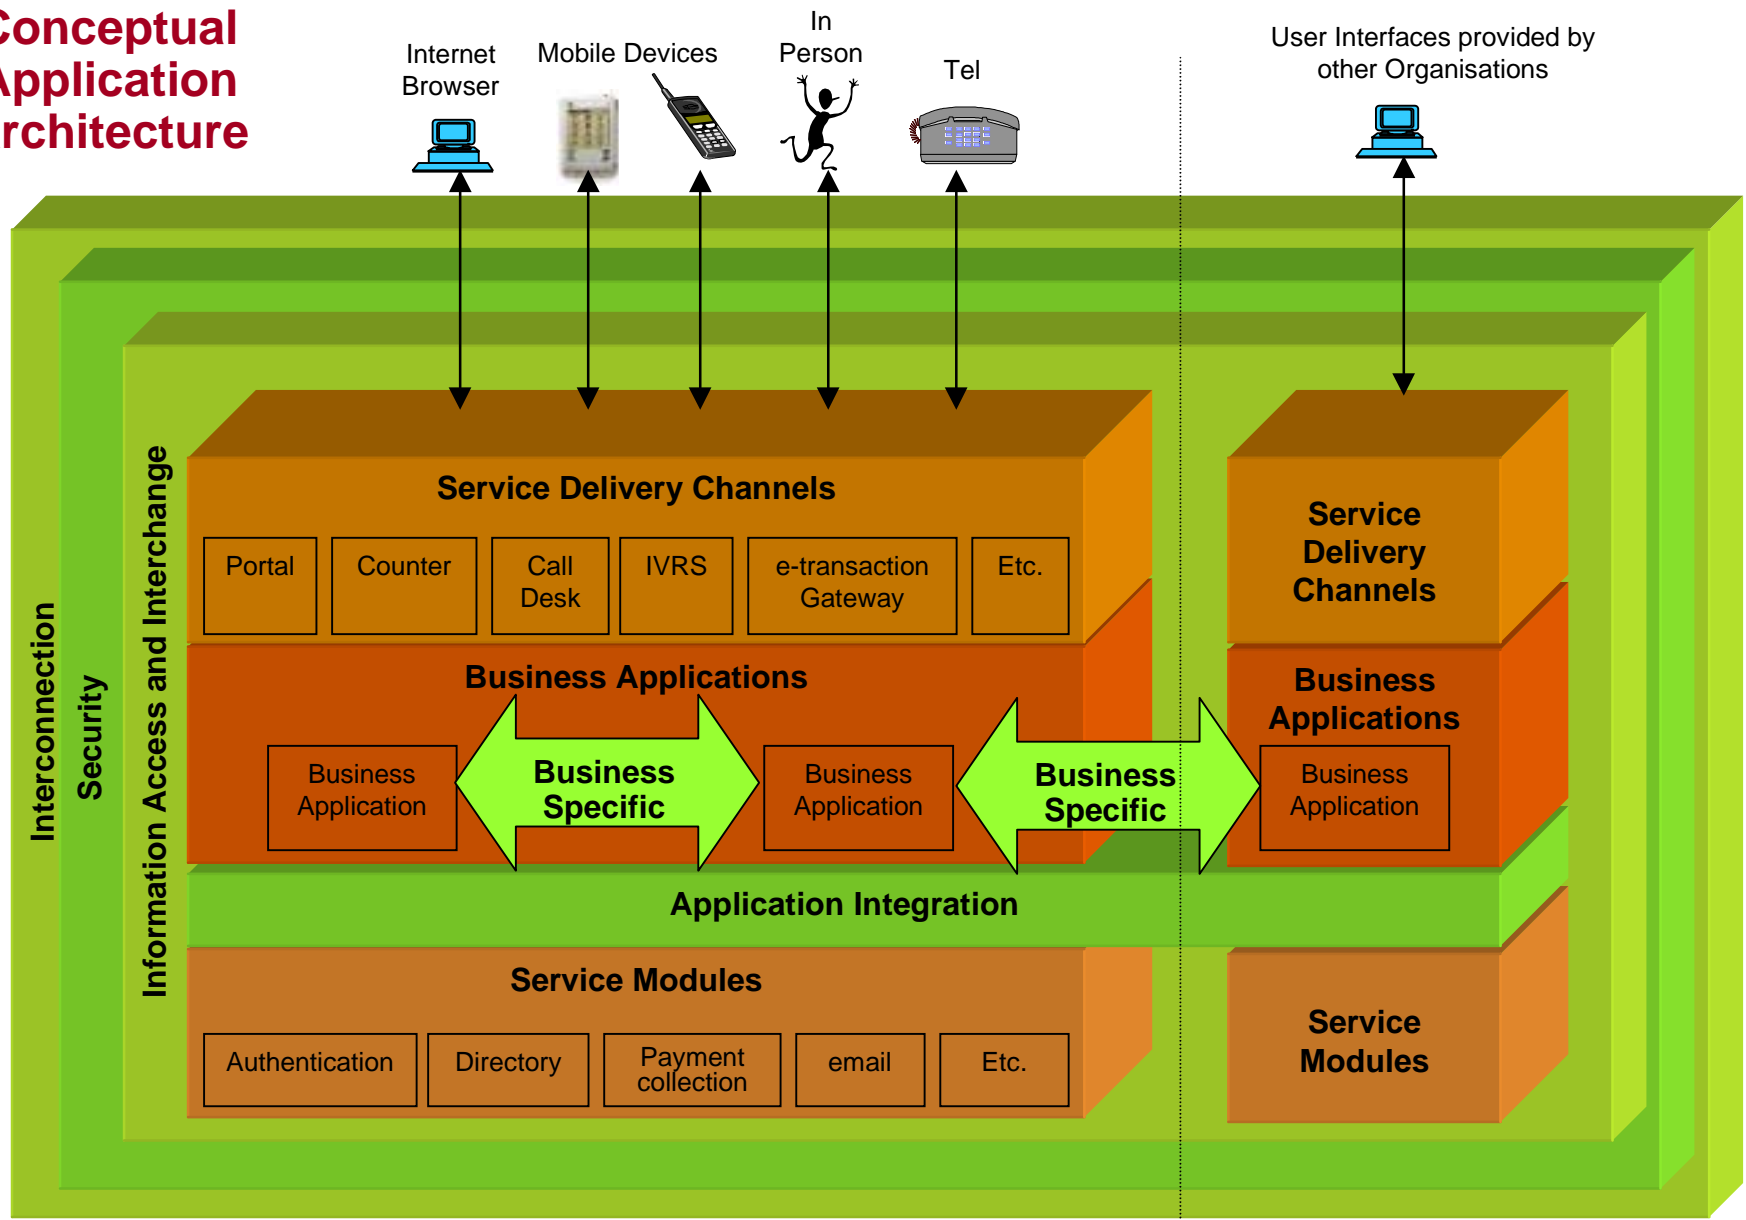 Conceptual
Application
Architecture
Internet
Browser
Mobile Devices
In
Person
Tel
User Interfaces provided by
other Organisations
Interconnection
Security
Information Access and Interchange
Service Delivery Channels
Portal
Counter
Call
Desk
IVRS
e-transaction
Gateway
Etc.
Service
Delivery
Channels
Business Applications
Business
Application
Business
Specific
Business
Application
Business
Specific
Business
Applications
Business
Application
Application Integration
Service Modules
Authentication
Directory
Payment
collection
email
Etc.
Service
Modules